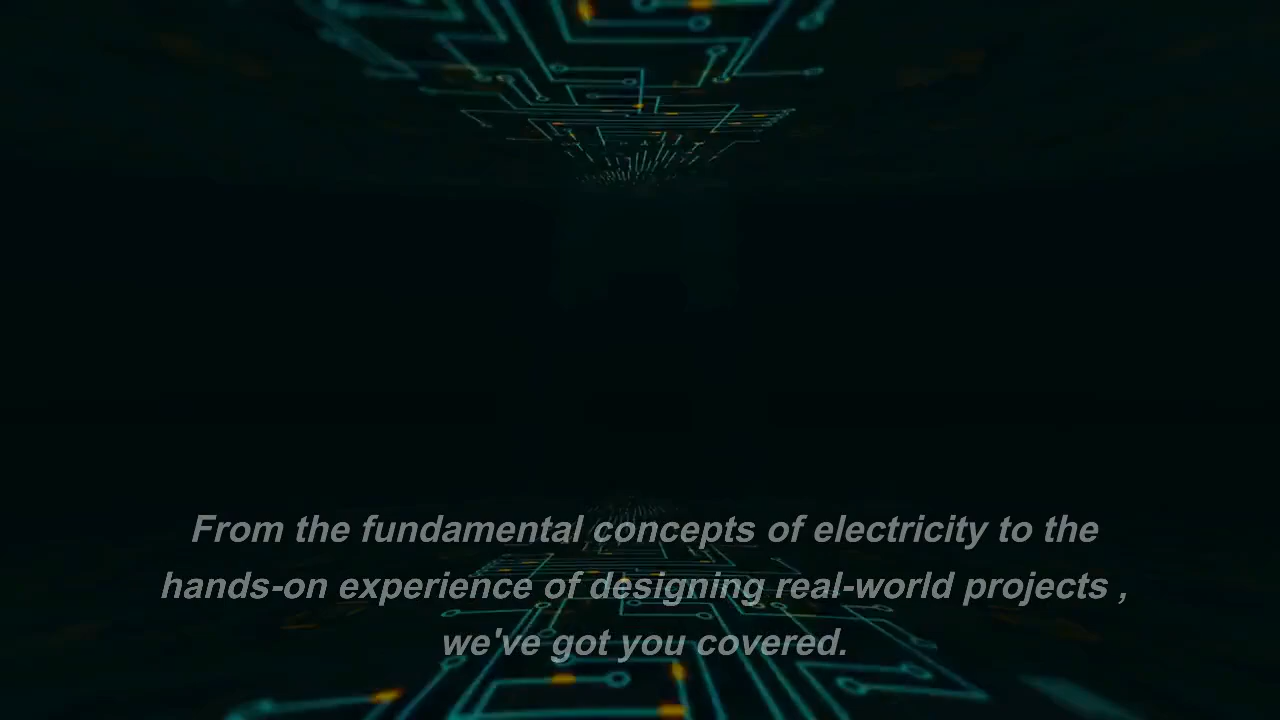 From the fundamental concepts of electricity to the
hands-on experience of designing real-world projects ,
we've got you covered.